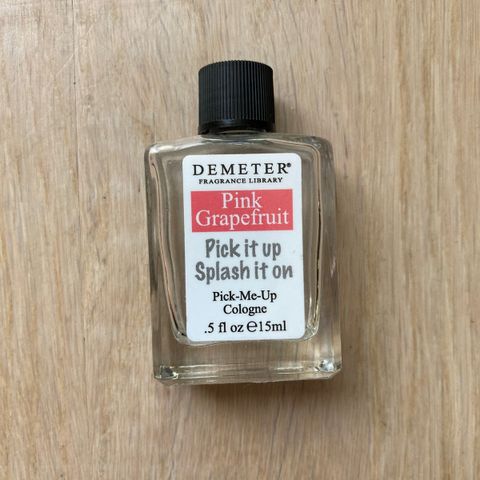 DEMETER®
FRAGRANCE LIBRARY
Pink
Grapefruit
Pick it up
Splash it on
Pick-Me-Up
Cologne
.5 fl oz ℮15ml